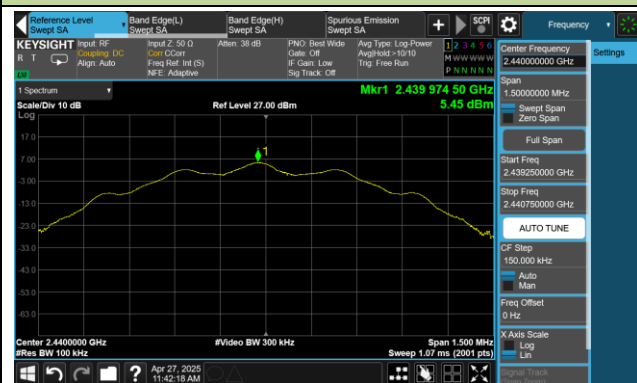 Reference Level
Swept SA
Band Edge(L)
Swept SA
Band Edge(H)
Swept SA
Spurious Emission
Swept SA
+
SCPI
Frequency
KEYSIGHT
R T
LXI
Input: RF
Coupling: DC
Align: Auto
Input Z: 50 Ω
Corr CCorr
Freq Ref: Int (S)
NFE: Adaptive
Atten: 38 dB
PNO: Best Wide
Gate: Off
IF Gain: Low
Sig Track: Off
Avg Type: Log-Power
Avg|Hold:>10/10
Trig: Free Run
1 2 3 4 5 6
M W W W W W
P N N N N N
Center Frequency
2.440000000 GHz
Settings
Span
1.50000000 MHz
Swept Span
Zero Span
Full Span
Start Freq
2.439250000 GHz
Stop Freq
2.440750000 GHz
AUTO TUNE
CF Step
150.000 kHz
Auto
Man
Freq Offset
0 Hz
X Axis Scale
Log
Lin
Signal Track
(Span Zoom)
1 Spectrum
Scale/Div 10 dB
Log
Ref Level 27.00 dBm
Mkr1 2.439 974 50 GHz
5.45 dBm
17.0
7.00
-3.00
-13.0
-23.0
-33.0
-43.0
-53.0
-63.0
1
Center 2.4400000 GHz
#Res BW 100 kHz
#Video BW 300 kHz
Span 1.500 MHz
Sweep 1.07 ms (2001 pts)
?
Apr 27, 2025
11:42:18 AM